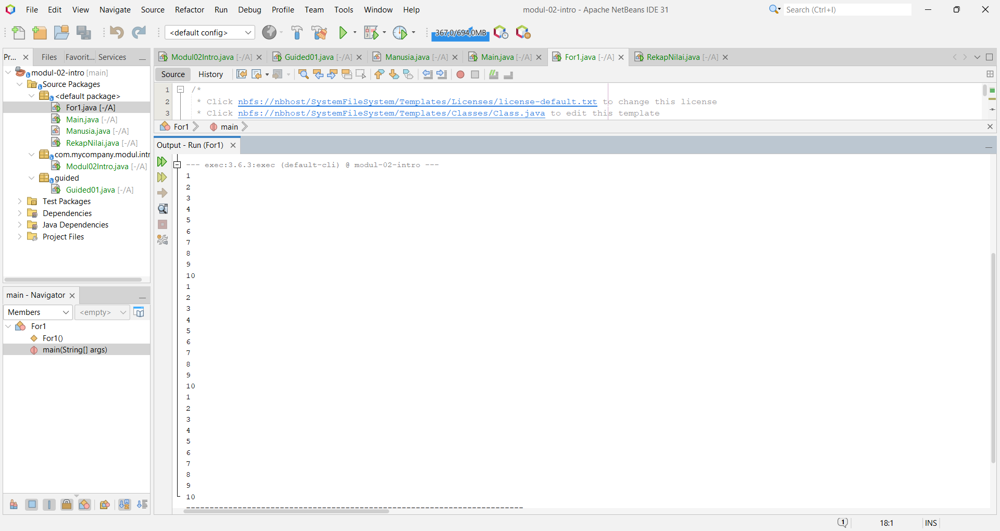 File Edit View Navigate Source Refactor Run Debug Profile Team Tools Window Help
modul-02-intro - Apache NetBeans IDE 31
Search (Ctrl+I)
<default config>
367,0/694,0MB
Pr... Files Favorit... Services
modul-02-intro [main]
Source Packages
<default package>
For1.java [-/A]
Main.java [-/A]
Manusia.java [-/A]
RekapNilai.java [-/A]
com.mycompany.modul.intr
Modul02Intro.java [-/A]
guided
Guided01.java [-/A]
Test Packages
Dependencies
Java Dependencies
Project Files
main - Navigator
Members
<empty>
For1
For1()
main(String[] args)
Modul02Intro.java [-/A] Guided01.java [-/A] Manusia.java [-/A] Main.java [-/A] For1.java [-/A] RekapNilai.java [-/A]
Source History
1 /*
2 * Click nbfs://nbhost/SystemFileSystem/Templates/Licenses/license-default.txt to change this license
3 * Click nbfs://nbhost/SystemFileSystem/Templates/Classes/Class.java to edit this template
For1 main
Output - Run (For1)
--- exec:3.6.3:exec (default-cli) @ modul-02-intro ---
1
2
3
4
5
6
7
8
9
10
1
2
3
4
5
6
7
8
9
10
1
2
3
4
5
6
7
8
9
10
------------------------------------------------------------------------
1
18:1
INS